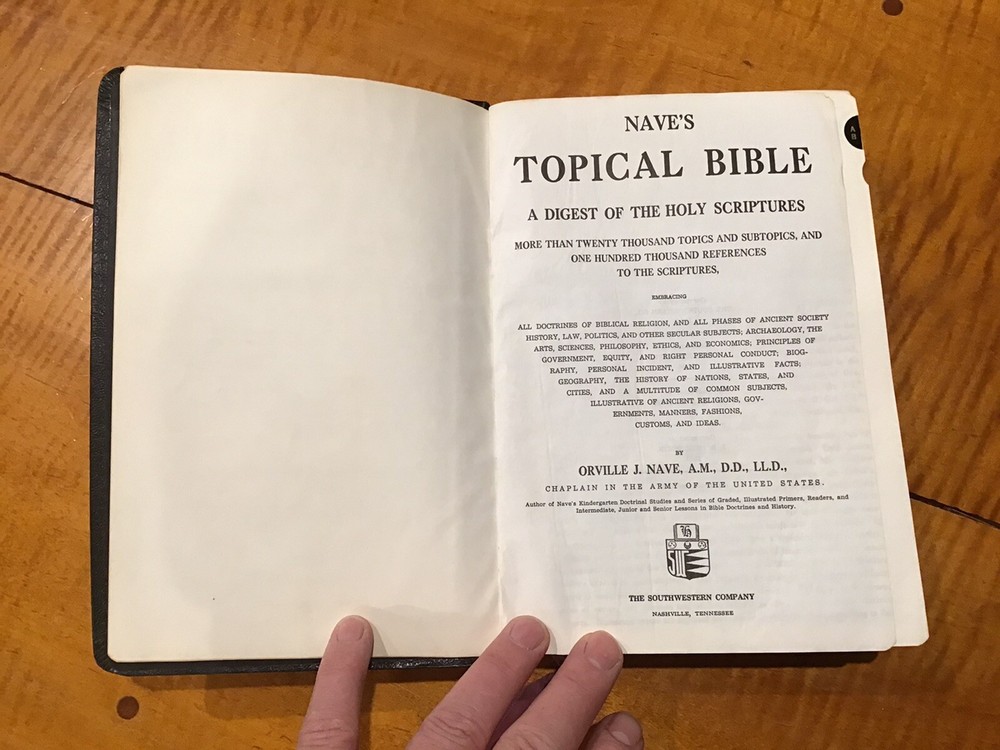 NAVE'S
TOPICAL BIBLE
A DIGEST OF THE HOLY SCRIPTURES
MORE THAN TWENTY THOUSAND TOPICS AND SUBTOPICS, AND
ONE HUNDRED THOUSAND REFERENCES
TO THE SCRIPTURES,
EMBRACING
ALL DOCTRINES OF BIBLICAL RELIGION, AND ALL PHASES OF ANCIENT SOCIETY
HISTORY, LAW, POLITICS, AND OTHER SECULAR SUBJECTS; ARCHAEOLOGY, THE
ARTS, SCIENCES, PHILOSOPHY, ETHICS, AND ECONOMICS; PRINCIPLES OF
GOVERNMENT, EQUITY, AND RIGHT PERSONAL CONDUCT; BIOG-
RAPHY, PERSONAL INCIDENT, AND ILLUSTRATIVE FACTS;
GEOGRAPHY, THE HISTORY OF NATIONS, STATES, AND
CITIES, AND A MULTITUDE OF COMMON SUBJECTS,
ILLUSTRATIVE OF ANCIENT RELIGIONS, GOV-
ERNMENTS, MANNERS, FASHIONS,
CUSTOMS, AND IDEAS.
BY
ORVILLE J. NAVE, A.M., D.D., LL.D.,
CHAPLAIN IN THE ARMY OF THE UNITED STATES.
Author of Nave's Kindergarten Doctrinal Studies and Series of Graded, Illustrated Primers, Readers, and
Intermediate, Junior and Senior Lessons in Bible Doctrines and History.
THE SOUTHWESTERN COMPANY
NASHVILLE, TENNESSEE
A
B